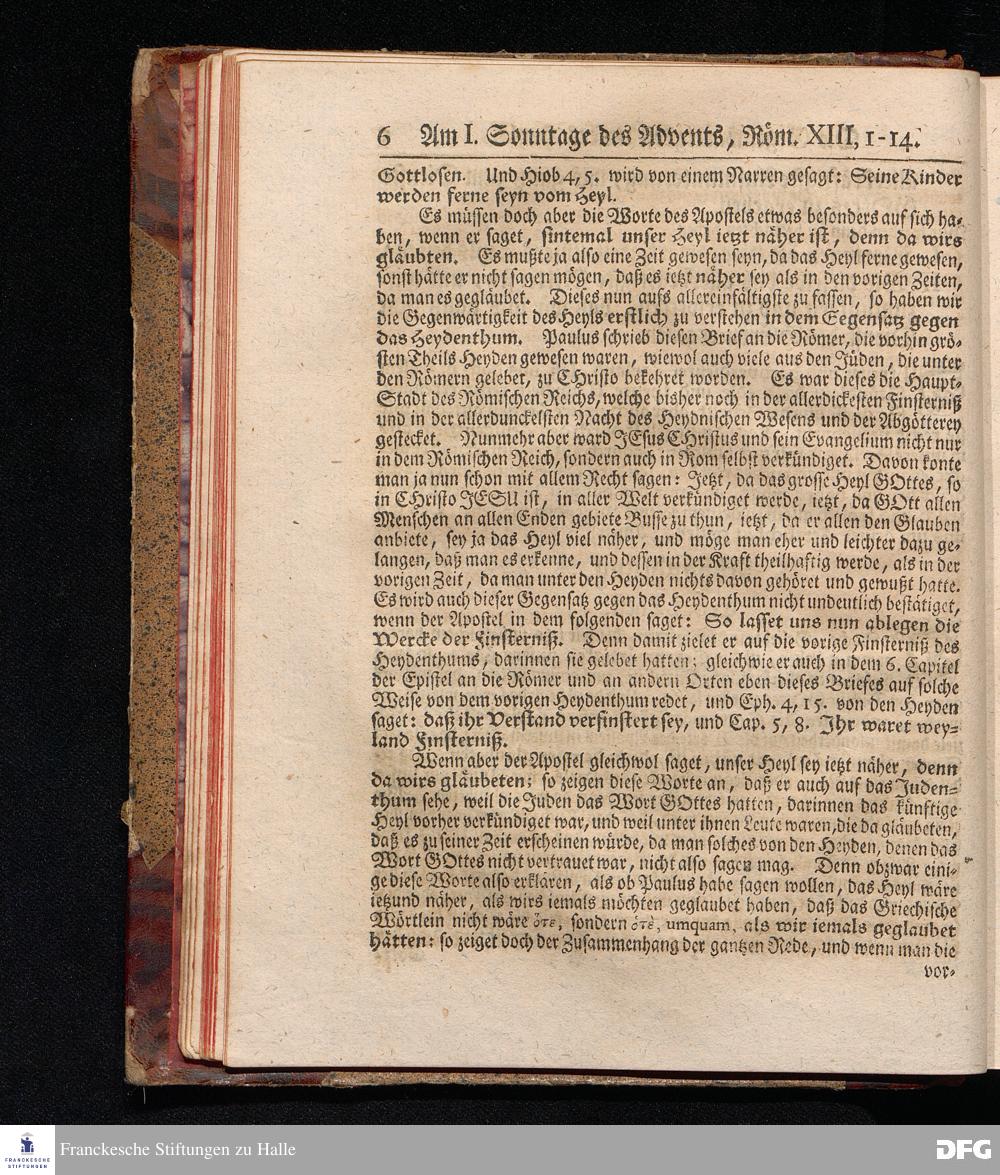 6 Am I. Sonntage des Advents, Röm. XIII, 1-14.
Gottlosen. Und Hiob 4, 5. wird von einem Narren gesagt: Seine Kinder
werden ferne seyn vom Heyl.
Es müssen doch aber die Worte des Apostels etwas besonders auf sich ha-
ben, wenn er saget, sintemal unser Heyl ietzt näher ist, denn da wirs
gläubten. Es mußte ja also eine Zeit gewesen seyn, da das Heyl ferne gewesen,
sonst hätte er nicht sagen mögen, daß es ietzt näher sey als in den vorigen Zeiten,
da man es gegläubet. Dieses nun aufs allereinfältigste zu fassen, so haben wir
die Gegenwärtigkeit des Heyls erstlich zu verstehen in dem Gegensatz gegen
das Heydenthum. Paulus schrieb diesen Brief an die Römer, die vorhin grö-
sten Theils Heyden gewesen waren, wiewol auch viele aus den Jüden, die unter
den Römern gelebet, zu CHristo bekehret worden. Es war dieses die Haupt-
Stadt des Römischen Reichs, welche bisher noch in der allerdickesten Finsterniß
und in der allerdunckelsten Nacht des Heydnischen Wesens und der Abgötterey
gestecket. Nunmehr aber ward JEsus CHristus und sein Evangelium nicht nur
in dem Römischen Reich, sondern auch in Rom selbst verkündiget. Davon konte
man ja nun schon mit allem Recht sagen: Jetzt, da das grosse Heyl GOttes, so
in CHristo JESU ist, in aller Welt verkündiget werde, ietzt, da GOtt allen
Menschen an allen Enden gebiete Busse zu thun, ietzt, da er allen den Glauben
anbiete, sey ja das Heyl viel näher, und möge man eher und leichter dazu ge-
langen, daß man es erkenne, und dessen in der Kraft theilhaftig werde, als in der
vorigen Zeit, da man unter den Heyden nichts davon gehöret und gewußt hatte.
Es wird auch dieser Gegensatz gegen das Heydenthum nicht undeutlich bestätiget,
wenn der Apostel in dem folgenden saget: So lasset uns nun ablegen die
Wercke der Finsterniß. Denn damit zielet er auf die vorige Finsterniß des
Heydenthums, darinnen sie gelebet hatten; gleichwie er auch in dem 6. Capitel
der Epistel an die Römer und an andern Orten eben dieses Briefes auf solche
Weise von dem vorigen Heydenthum redet, und Eph. 4, 15. von den Heyden
saget: daß ihr Verstand verfinstert sey, und Cap. 5, 8. Ihr waret wey-
land Finsterniß.
Wenn aber der Apostel gleichwol saget, unser Heyl sey ietzt näher, denn
da wirs gläubeten; so zeigen diese Worte an, daß er auch auf das Juden-
thum sehe, weil die Juden das Wort GOttes hatten, darinnen das künftige
Heyl vorher verkündiget war, und weil unter ihnen Leute waren, die da gläubeten,
daß es zu seiner Zeit erscheinen würde, da man solches von den Heyden, denen das
Wort GOttes nicht vertrauet war, nicht also sagen mag. Denn obzwar eini-
ge diese Worte also erklären, als ob Paulus habe sagen wollen, das Heyl wäre
ietzund näher, als wirs iemals möchten geglaubet haben, daß das Griechische
Wörtlein nicht wäre ὅτε, sondern ὁτὲ, umquam, als wir iemals geglaubet
hätten: so zeiget doch der Zusammenhang der gantzen Rede, und wenn man die
vor-
FRANCKESCHE
STIFTUNGEN
Franckesche Stiftungen zu Halle
DFG